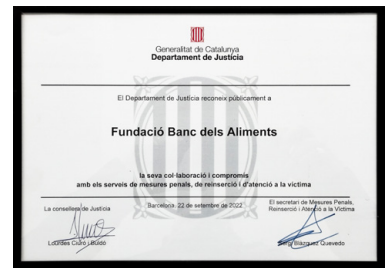 Generalitat de Catalunya
Departament de Justícia
El Departament de Justícia reconeix públicament a
Fundació Banc dels Aliments
la seva col·laboració i compromís
amb els serveis de mesures penals, de reinserció i d'atenció a la víctima
La consellera de Justícia
Barcelona, 22 de setembre de 2022
El secretari de Mesures Penals,
Reinserció i Atenció a la Víctima
Lourdes Ciuró i Buldó
Sergi Blázquez Quevedo